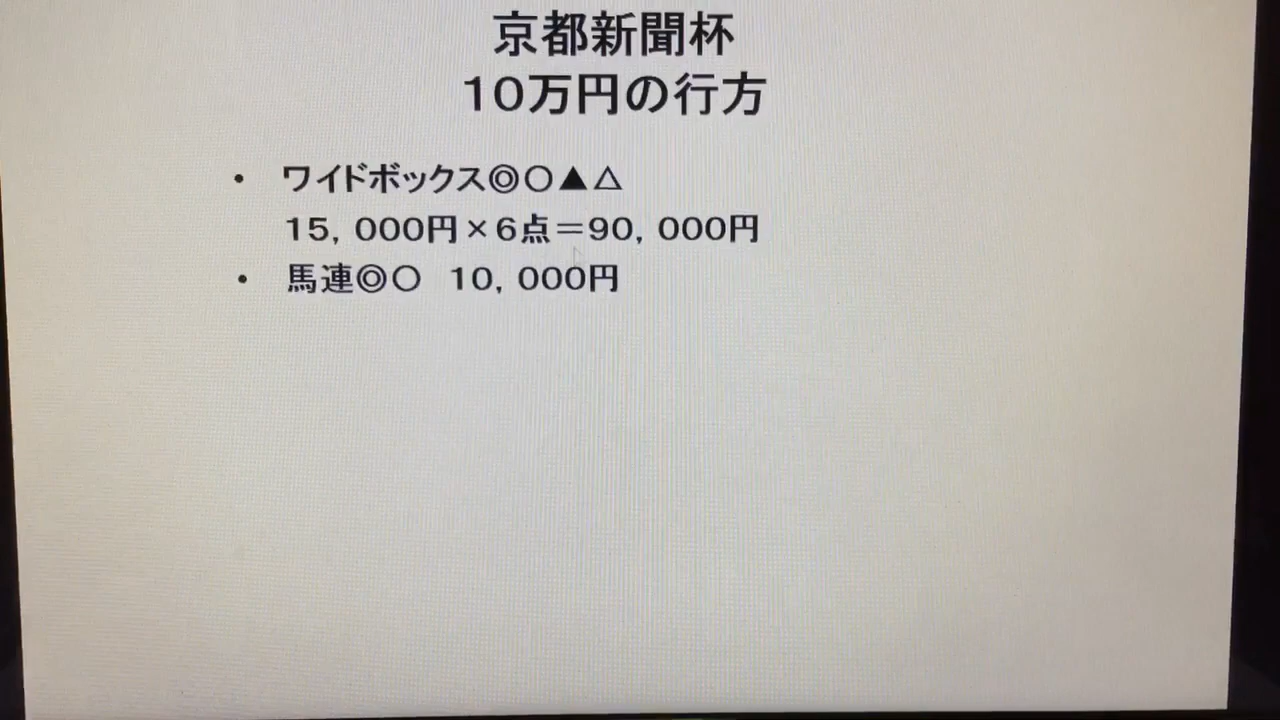 京都新聞杯
10万円の行方
・ ワイドボックス◎○▲△
15,000円×6点=90,000円
・ 馬連◎○ 10,000円